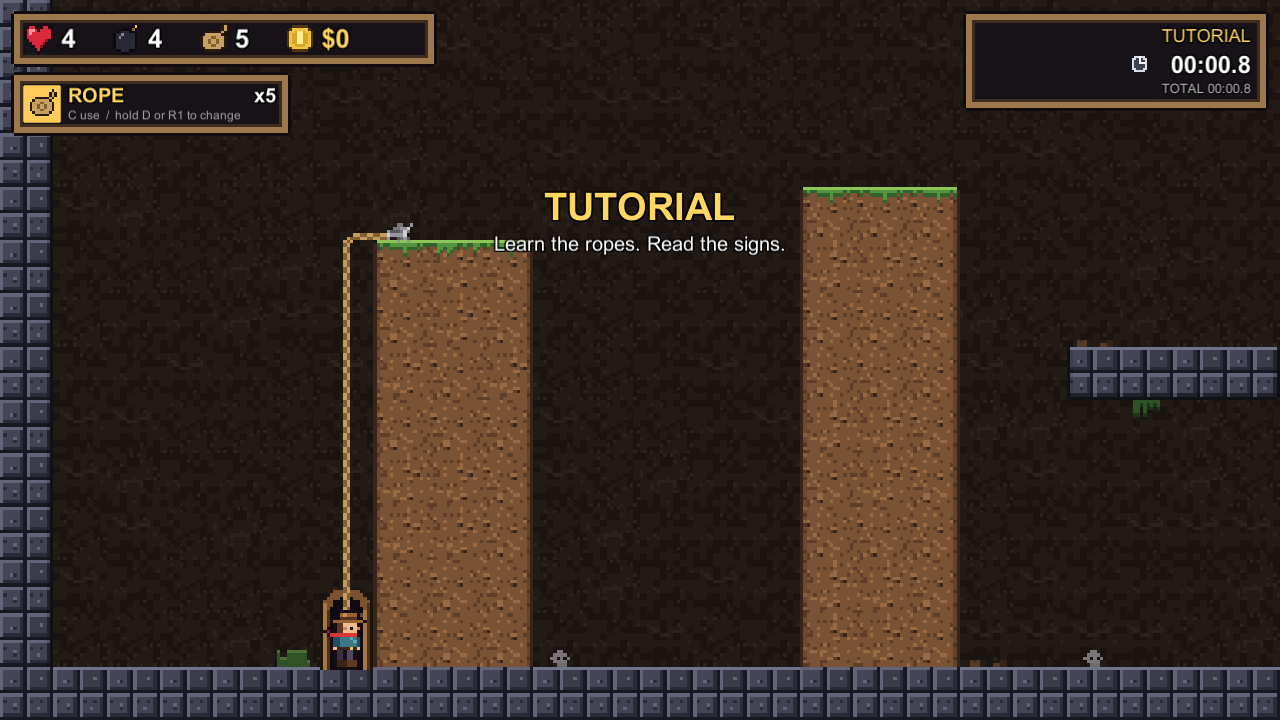 4 4 5 $0
ROPE x5
C use / hold D or R1 to change
TUTORIAL
00:00.8
TOTAL 00:00.8
TUTORIAL
Learn the ropes. Read the signs.